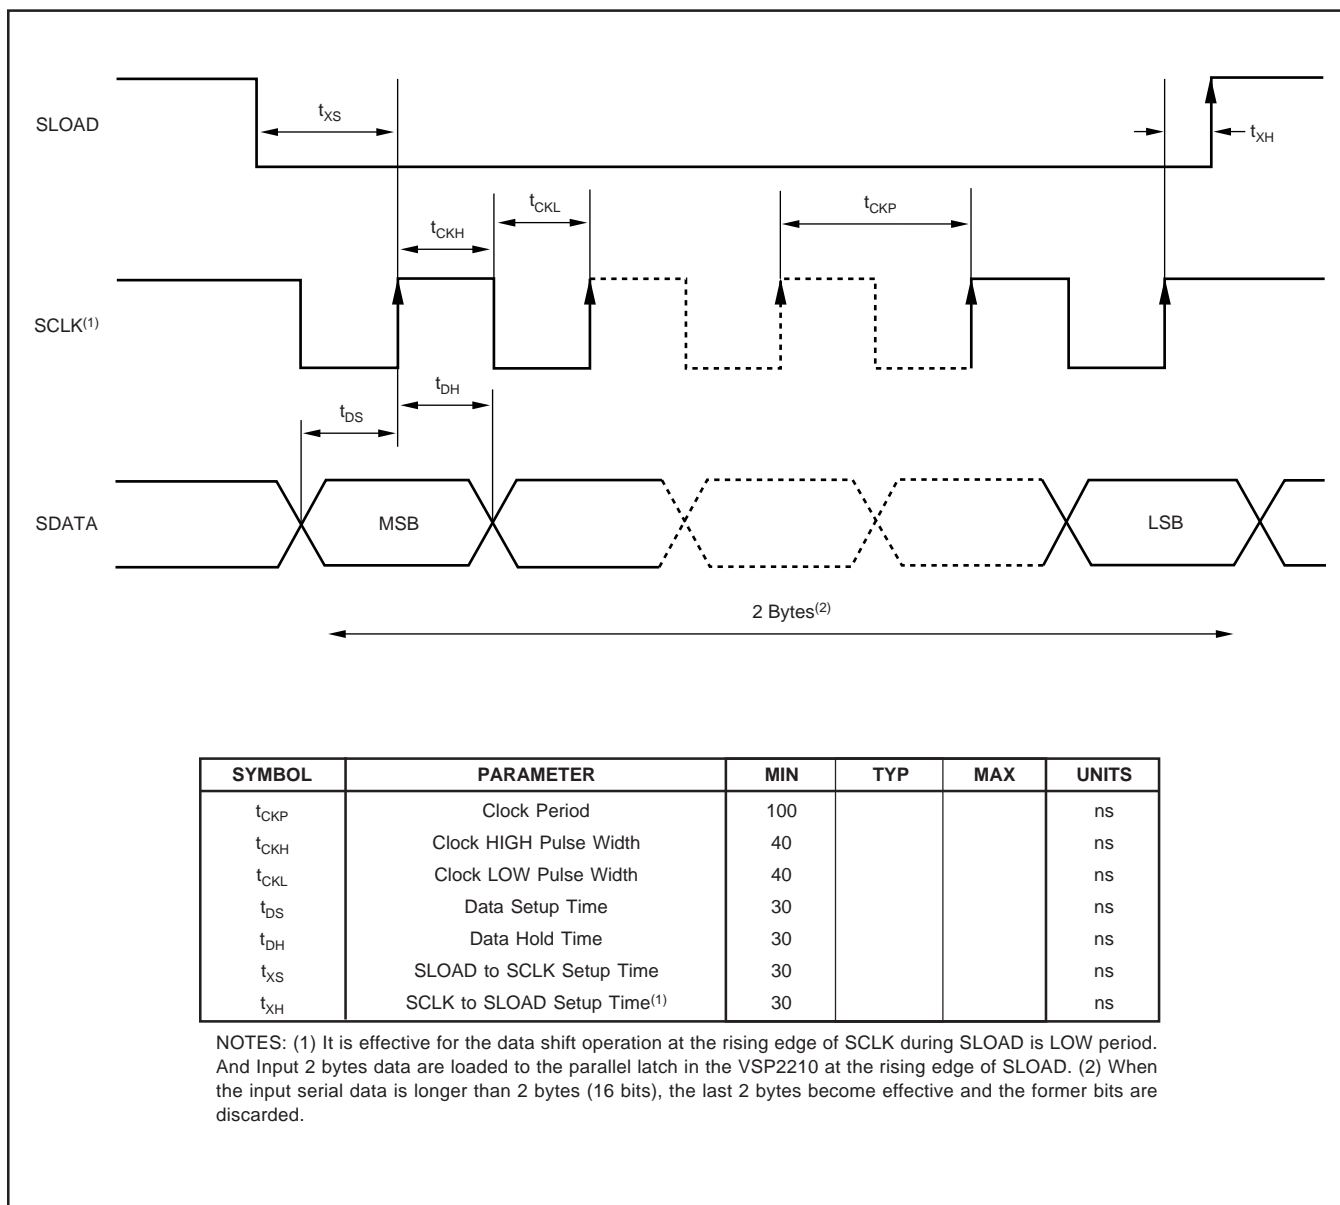 SLOAD
tXS
tXH
tCKH
tCKL
tCKP
SCLK(1)
tDS
tDH
SDATA
MSB
LSB
2 Bytes(2)
SYMBOL PARAMETER MIN TYP MAX UNITS
tCKP Clock Period 100 ns
tCKH Clock HIGH Pulse Width 40 ns
tCKL Clock LOW Pulse Width 40 ns
tDS Data Setup Time 30 ns
tDH Data Hold Time 30 ns
tXS SLOAD to SCLK Setup Time 30 ns
tXH SCLK to SLOAD Setup Time(1) 30 ns
NOTES: (1) It is effective for the data shift operation at the rising edge of SCLK during SLOAD is LOW period.
And Input 2 bytes data are loaded to the parallel latch in the VSP2210 at the rising edge of SLOAD. (2) When
the input serial data is longer than 2 bytes (16 bits), the last 2 bytes become effective and the former bits are
discarded.